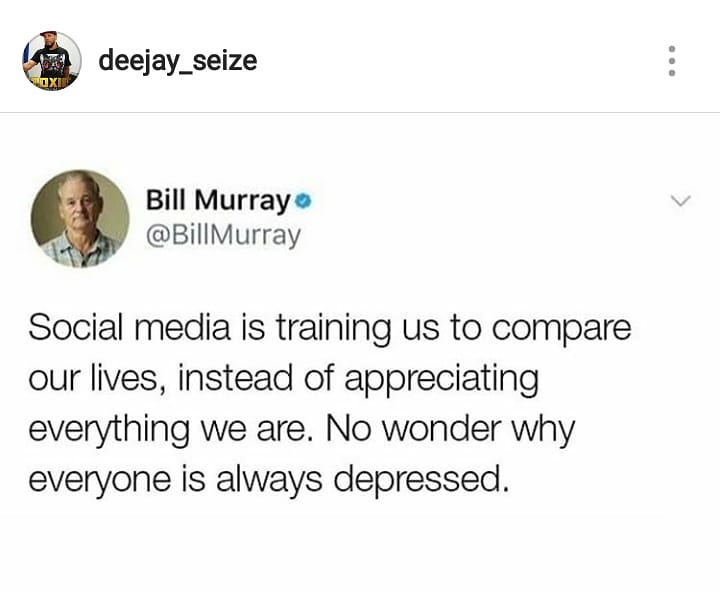 deejay_seize
Bill Murray
@BillMurray
Social media is training us to compare
our lives, instead of appreciating
everything we are. No wonder why
everyone is always depressed.